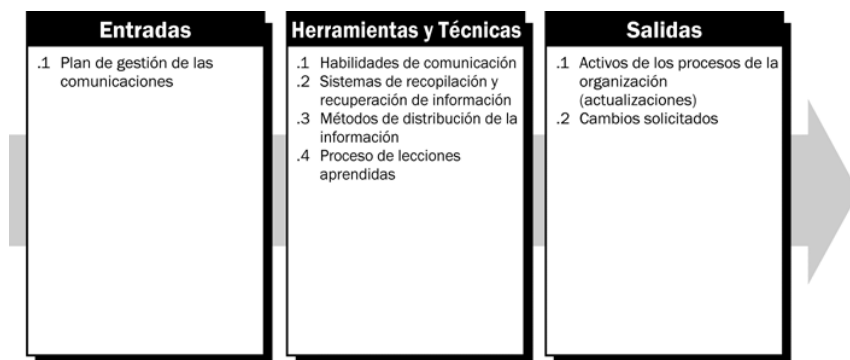 Entradas
.1 Plan de gestión de las
comunicaciones
Herramientas y Técnicas
.1 Habilidades de comunicación
.2 Sistemas de recopilación y
recuperación de información
.3 Métodos de distribución de la
información
.4 Proceso de lecciones
aprendidas
Salidas
.1 Activos de los procesos de la
organización
(actualizaciones)
.2 Cambios solicitados